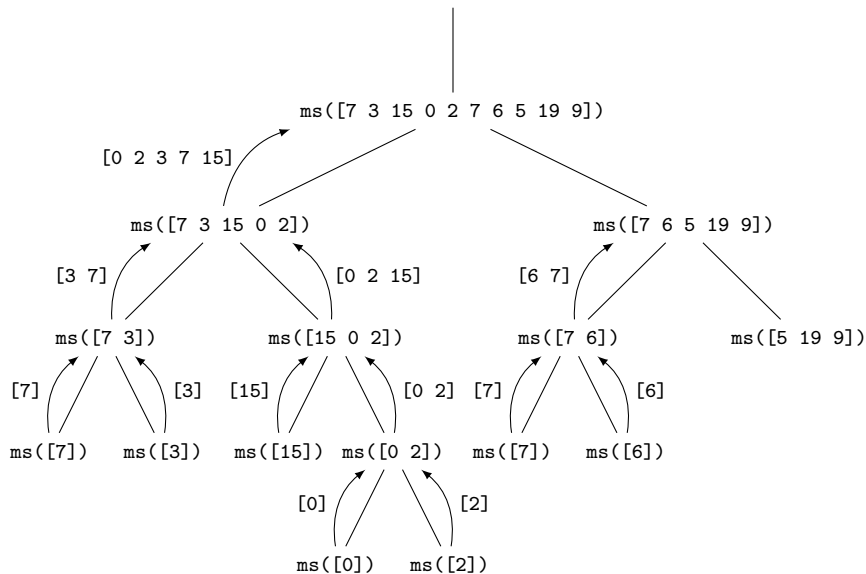 ms([7 3 15 0 2 7 6 5 19 9])
[0 2 3 7 15]
ms([7 3 15 0 2])
ms([7 6 5 19 9])
[3 7]
[0 2 15]
[6 7]
ms([7 3])
ms([15 0 2])
ms([7 6])
ms([5 19 9])
[7]
[3]
[15]
[0 2]
[7]
[6]
ms([7])
ms([3])
ms([15])
ms([0 2])
ms([7])
ms([6])
[0]
[2]
ms([0])
ms([2])